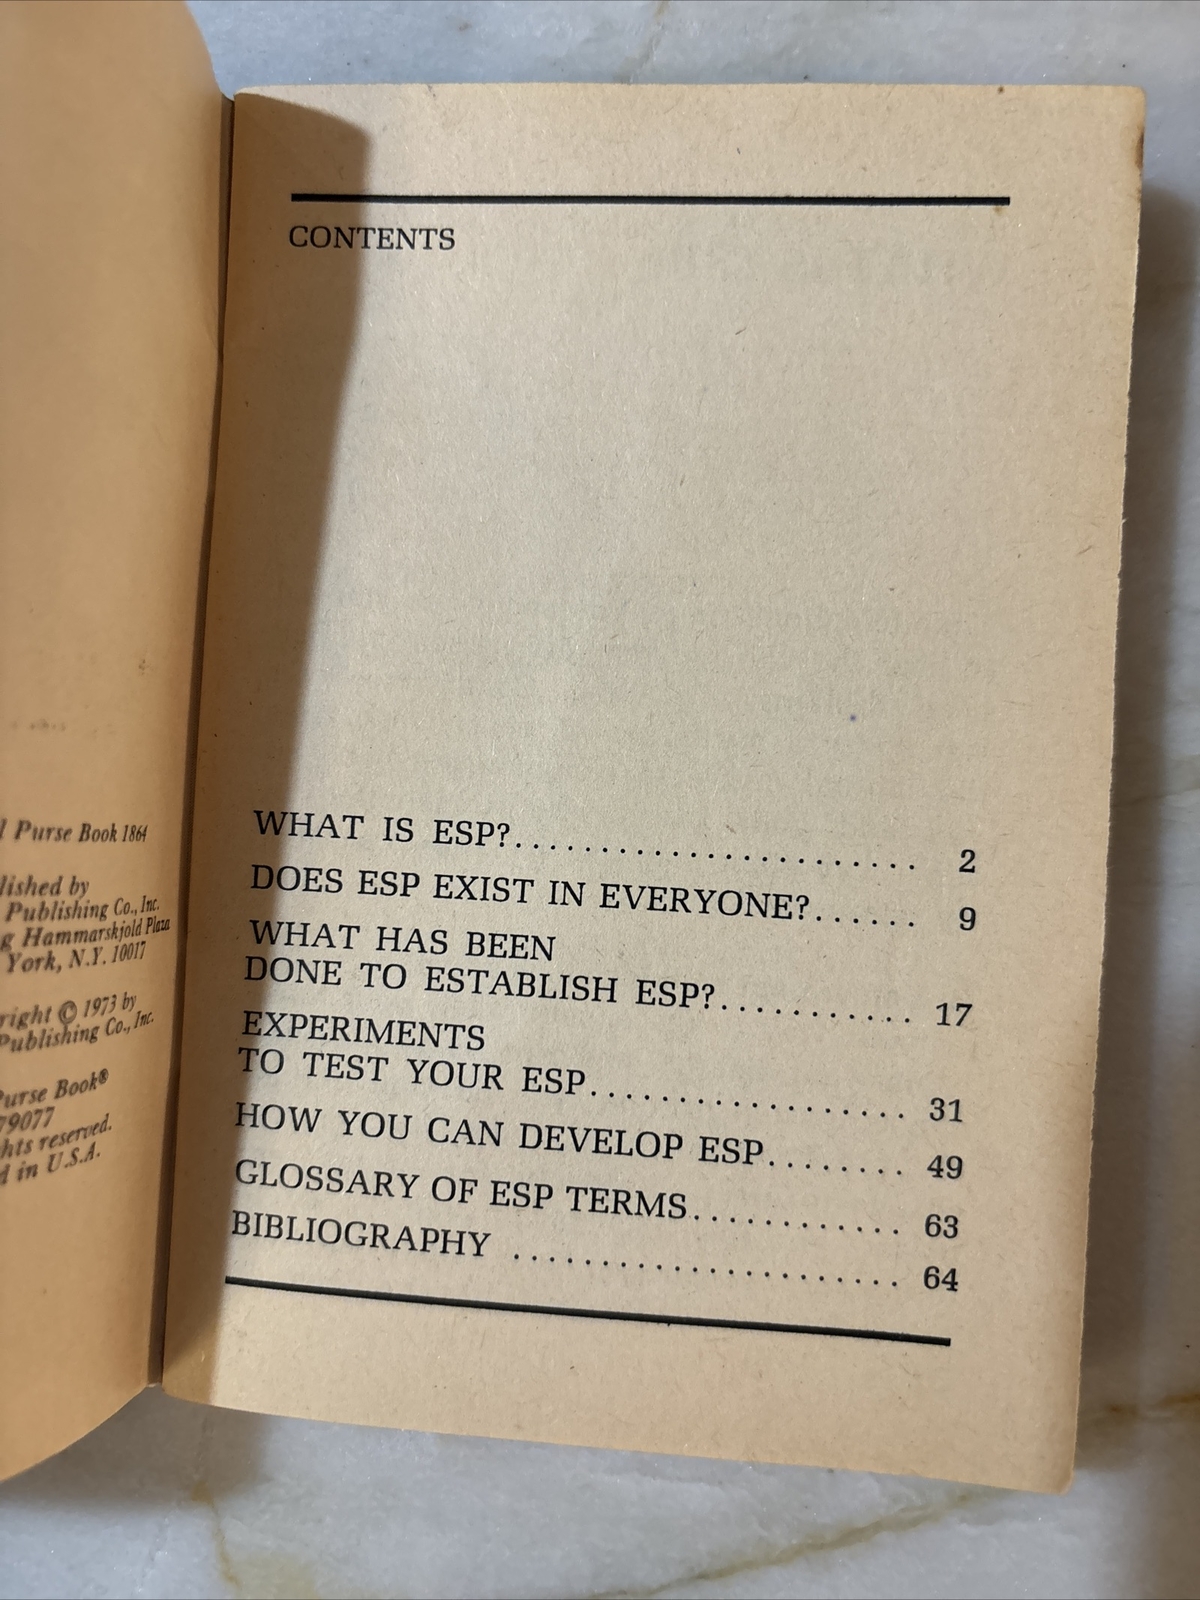 Purse Book 1864
by
Publishing Co., Inc.
Hammarskjold Plaza
York, N.Y. 10017
© 1973 by
Publishing Co., Inc.
Purse Book®
79077
reserved.
in U.S.A.
CONTENTS
WHAT IS ESP?....................... 2
DOES ESP EXIST IN EVERYONE?...... 9
WHAT HAS BEEN
DONE TO ESTABLISH ESP?........... 17
EXPERIMENTS
TO TEST YOUR ESP.................. 31
HOW YOU CAN DEVELOP ESP........ 49
GLOSSARY OF ESP TERMS............ 63
BIBLIOGRAPHY ...................... 64